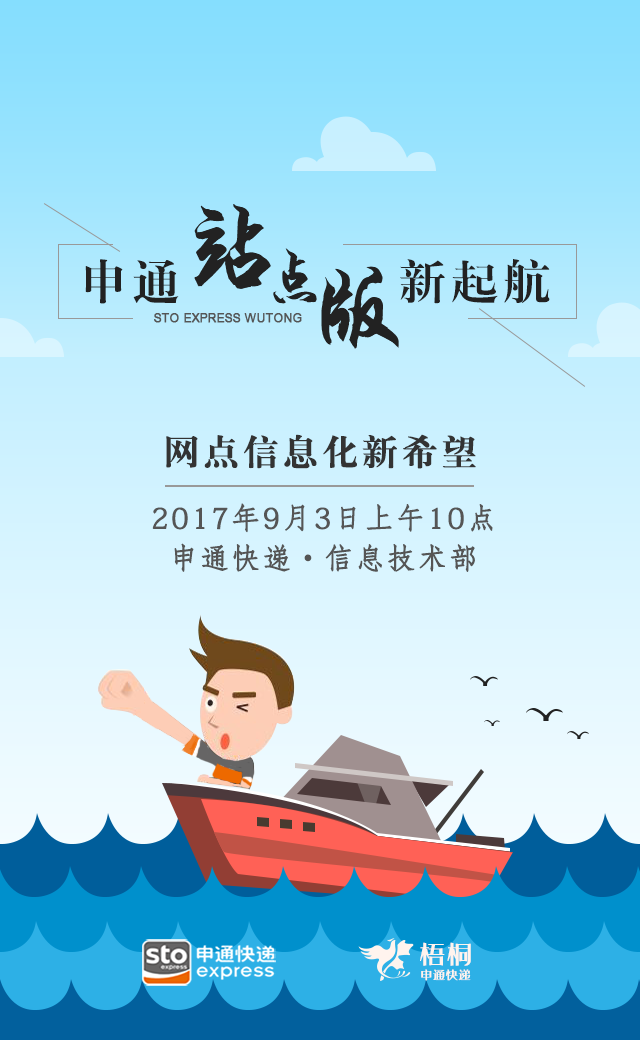 申通站点版新起航
STO EXPRESS WUTONG
网点信息化新希望
2017年9月3日上午10点
申通快递·信息技术部
sto express 申通快递 express
梧桐
申通快递